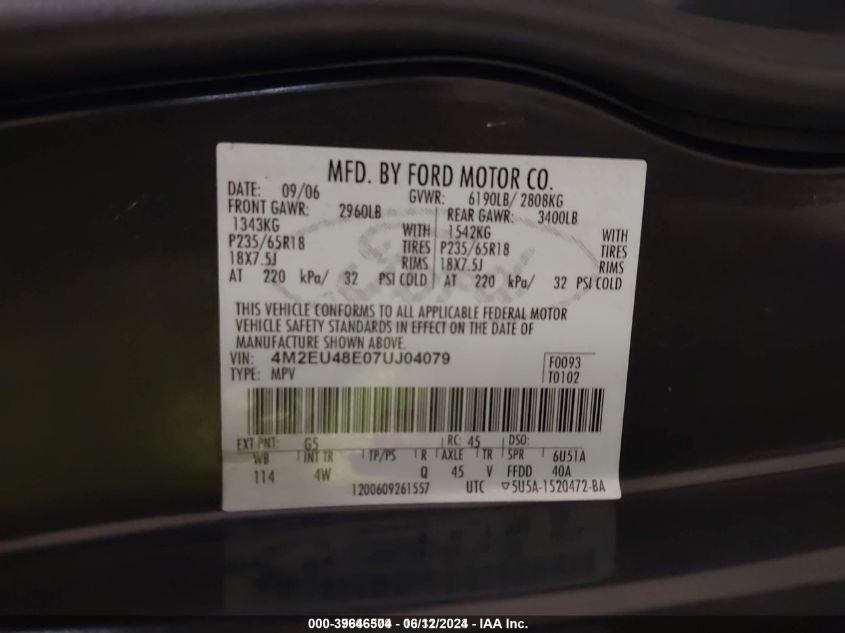 MFD. BY FORD MOTOR CO.
DATE: 09/06 GVWR: 6190LB/ 2808KG
FRONT GAWR: 2960LB REAR GAWR: 3400LB
1343KG WITH 1542KG WITH
P235/65R18 TIRES P235/65R18 TIRES
18X7.5J RIMS 18X7.5J RIMS
AT 220 kPa/ 32 PSI COLD AT 220 kPa/ 32 PSI COLD
THIS VEHICLE CONFORMS TO ALL APPLICABLE FEDERAL MOTOR
VEHICLE SAFETY STANDARDS IN EFFECT ON THE DATE OF
MANUFACTURE SHOWN ABOVE.
VIN: 4M2EU48E07UJ04079 F0093
TYPE: MPV T0102
EXT PNT: G5 RC: 45 DSO:
WB INT TR TP/PS R AXLE TR SPR 6U51A
114 4W Q 45 V FFDD 40A
1200609261557 UTC ▽5U5A-1520472-BA
06/12/2024 - IAA Inc.